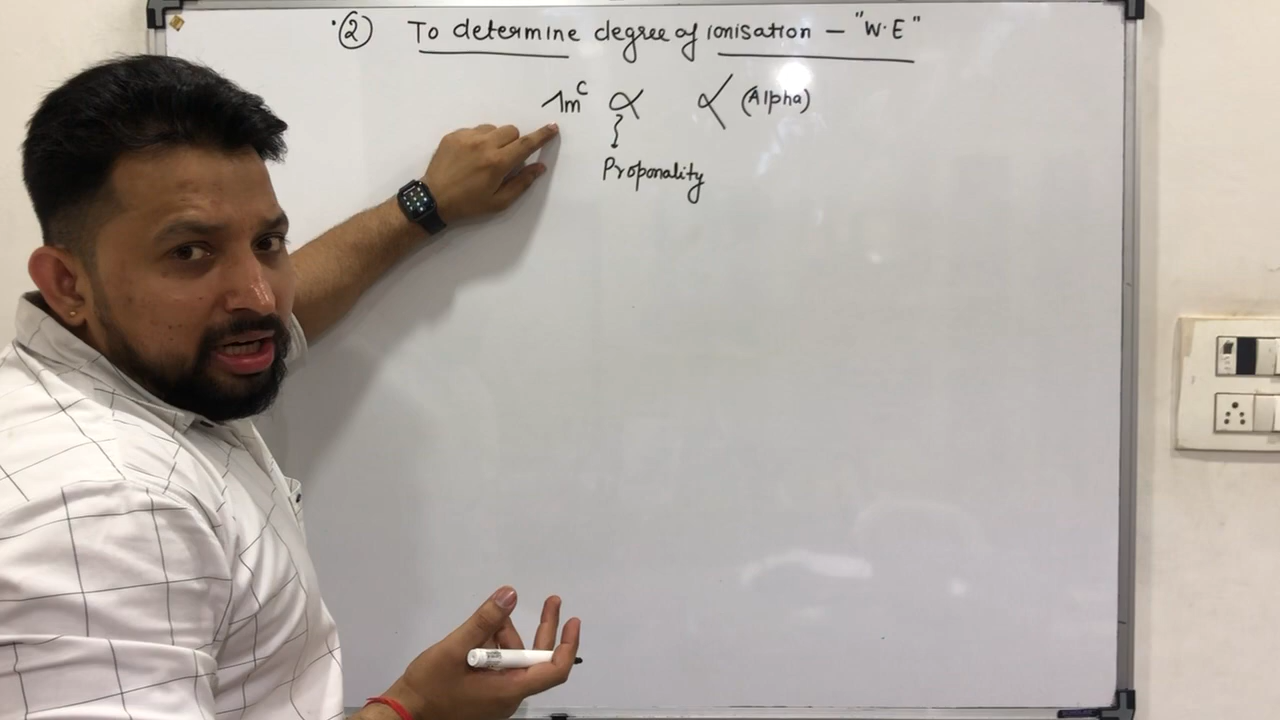 ② To determine degree of ionisation — "W.E"
Λm^c ∝ α (Alpha)
Proponality